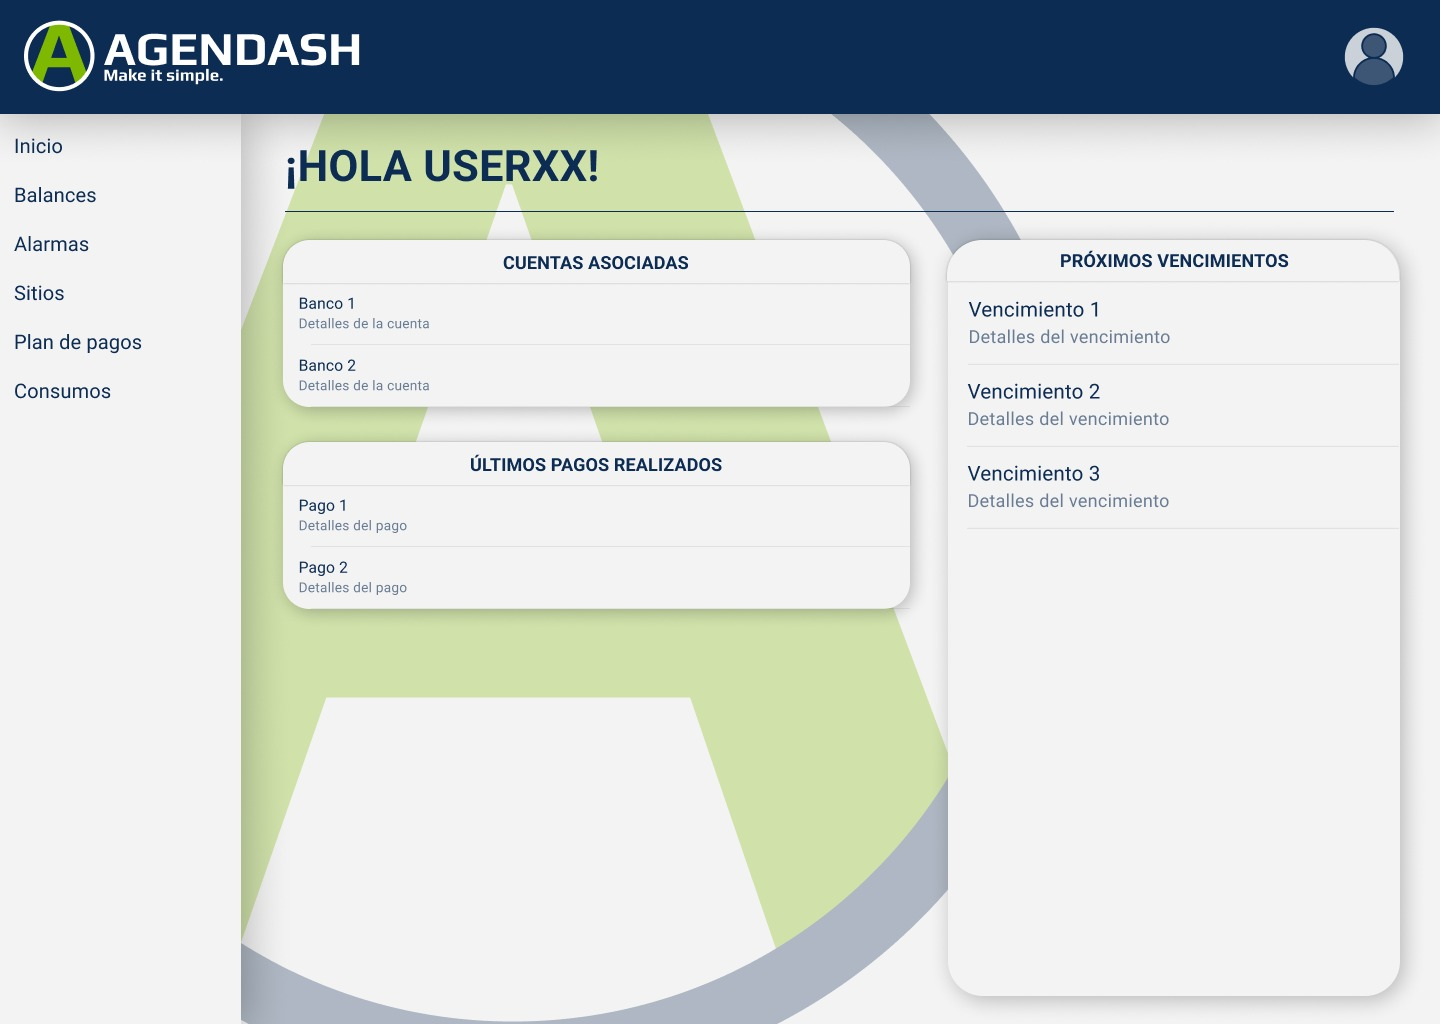 AGENDASH
Make it simple.
Inicio
Balances
Alarmas
Sitios
Plan de pagos
Consumos
¡HOLA USERXX!
CUENTAS ASOCIADAS
Banco 1
Detalles de la cuenta
Banco 2
Detalles de la cuenta
ÚLTIMOS PAGOS REALIZADOS
Pago 1
Detalles del pago
Pago 2
Detalles del pago
PRÓXIMOS VENCIMIENTOS
Vencimiento 1
Detalles del vencimiento
Vencimiento 2
Detalles del vencimiento
Vencimiento 3
Detalles del vencimiento